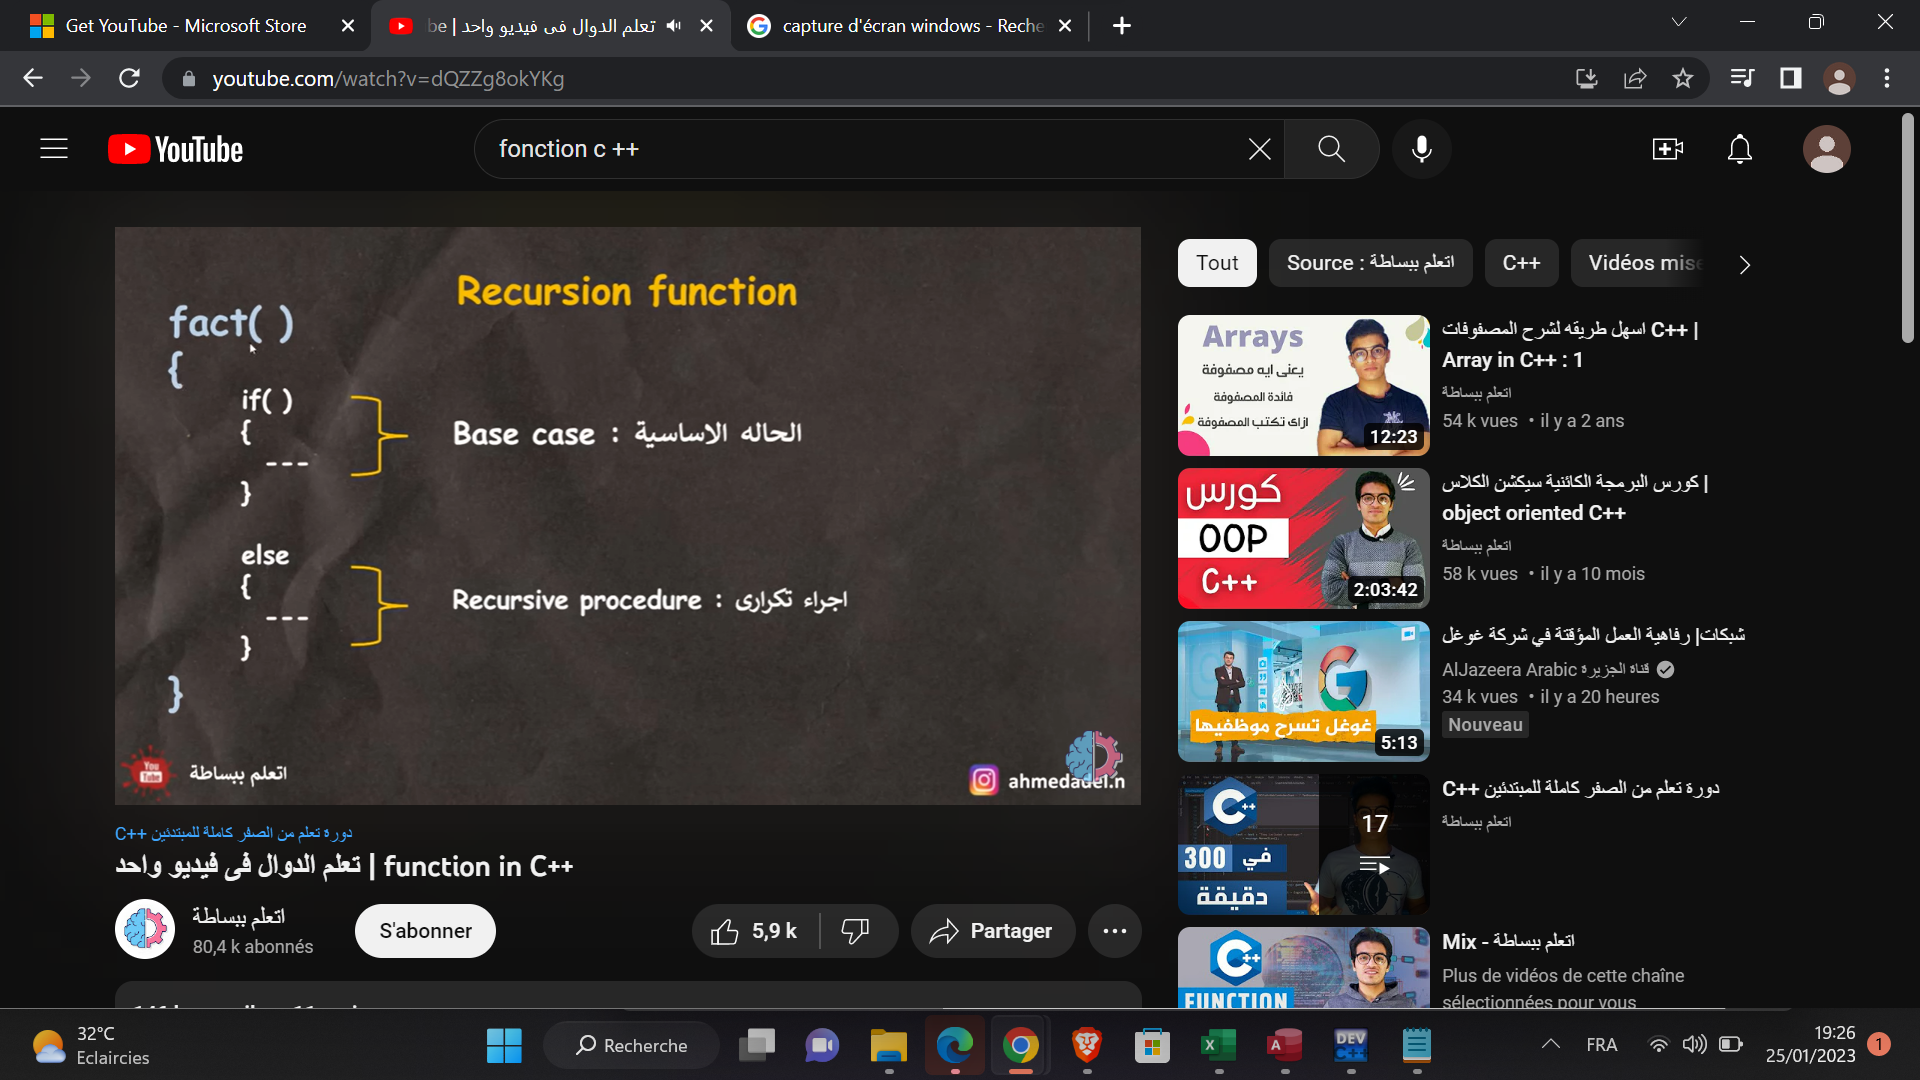 Get YouTube - Microsoft Store
تعلم الدوال فى فيديو واحد | be
capture d'écran windows - Reche
youtube.com/watch?v=dQZZg8okYKg
YouTube
fonction c ++
Recursion function
fact( )
{
if( )
{
---
}
Base case : الحاله الاساسية
else
{
---
}
Recursive procedure : اجراء تكرارى
}
You
Tube
اتعلم ببساطة
ahmedadel.n
دورة تعلم من الصفر كاملة للمبتدئين C++
تعلم الدوال فى فيديو واحد | function in C++
اتعلم ببساطة
80,4 k abonnés
S'abonner
5,9 k
Partager
Tout
Source : اتعلم ببساطة
C++
Vidéos mise
Arrays
يعنى ايه مصفوفة
فائدة المصفوفة
ازاى تكتب المصفوفة
12:23
اسهل طريقه لشرح المصفوفات C++ |
Array in C++ : 1
اتعلم ببساطة
54 k vues • il y a 2 ans
كورس
OOP
C++
2:03:42
كورس البرمجة الكائنية سيكشن الكلاس |
object oriented C++
اتعلم ببساطة
58 k vues • il y a 10 mois
غوغل تسرح موظفيها
5:13
شبكات| رفاهية العمل المؤقتة في شركة غوغل
AlJazeera Arabic قناة الجزيرة
34 k vues • il y a 20 heures
Nouveau
C++
300 في
دقيقة
17
دورة تعلم من الصفر كاملة للمبتدئين C++
اتعلم ببساطة
C++
FUNCTION
Mix - اتعلم ببساطة
Plus de vidéos de cette chaîne
sélectionnées pour vous
32°C
Eclaircies
Recherche
DEV
C++
FRA
19:26
25/01/2023
1